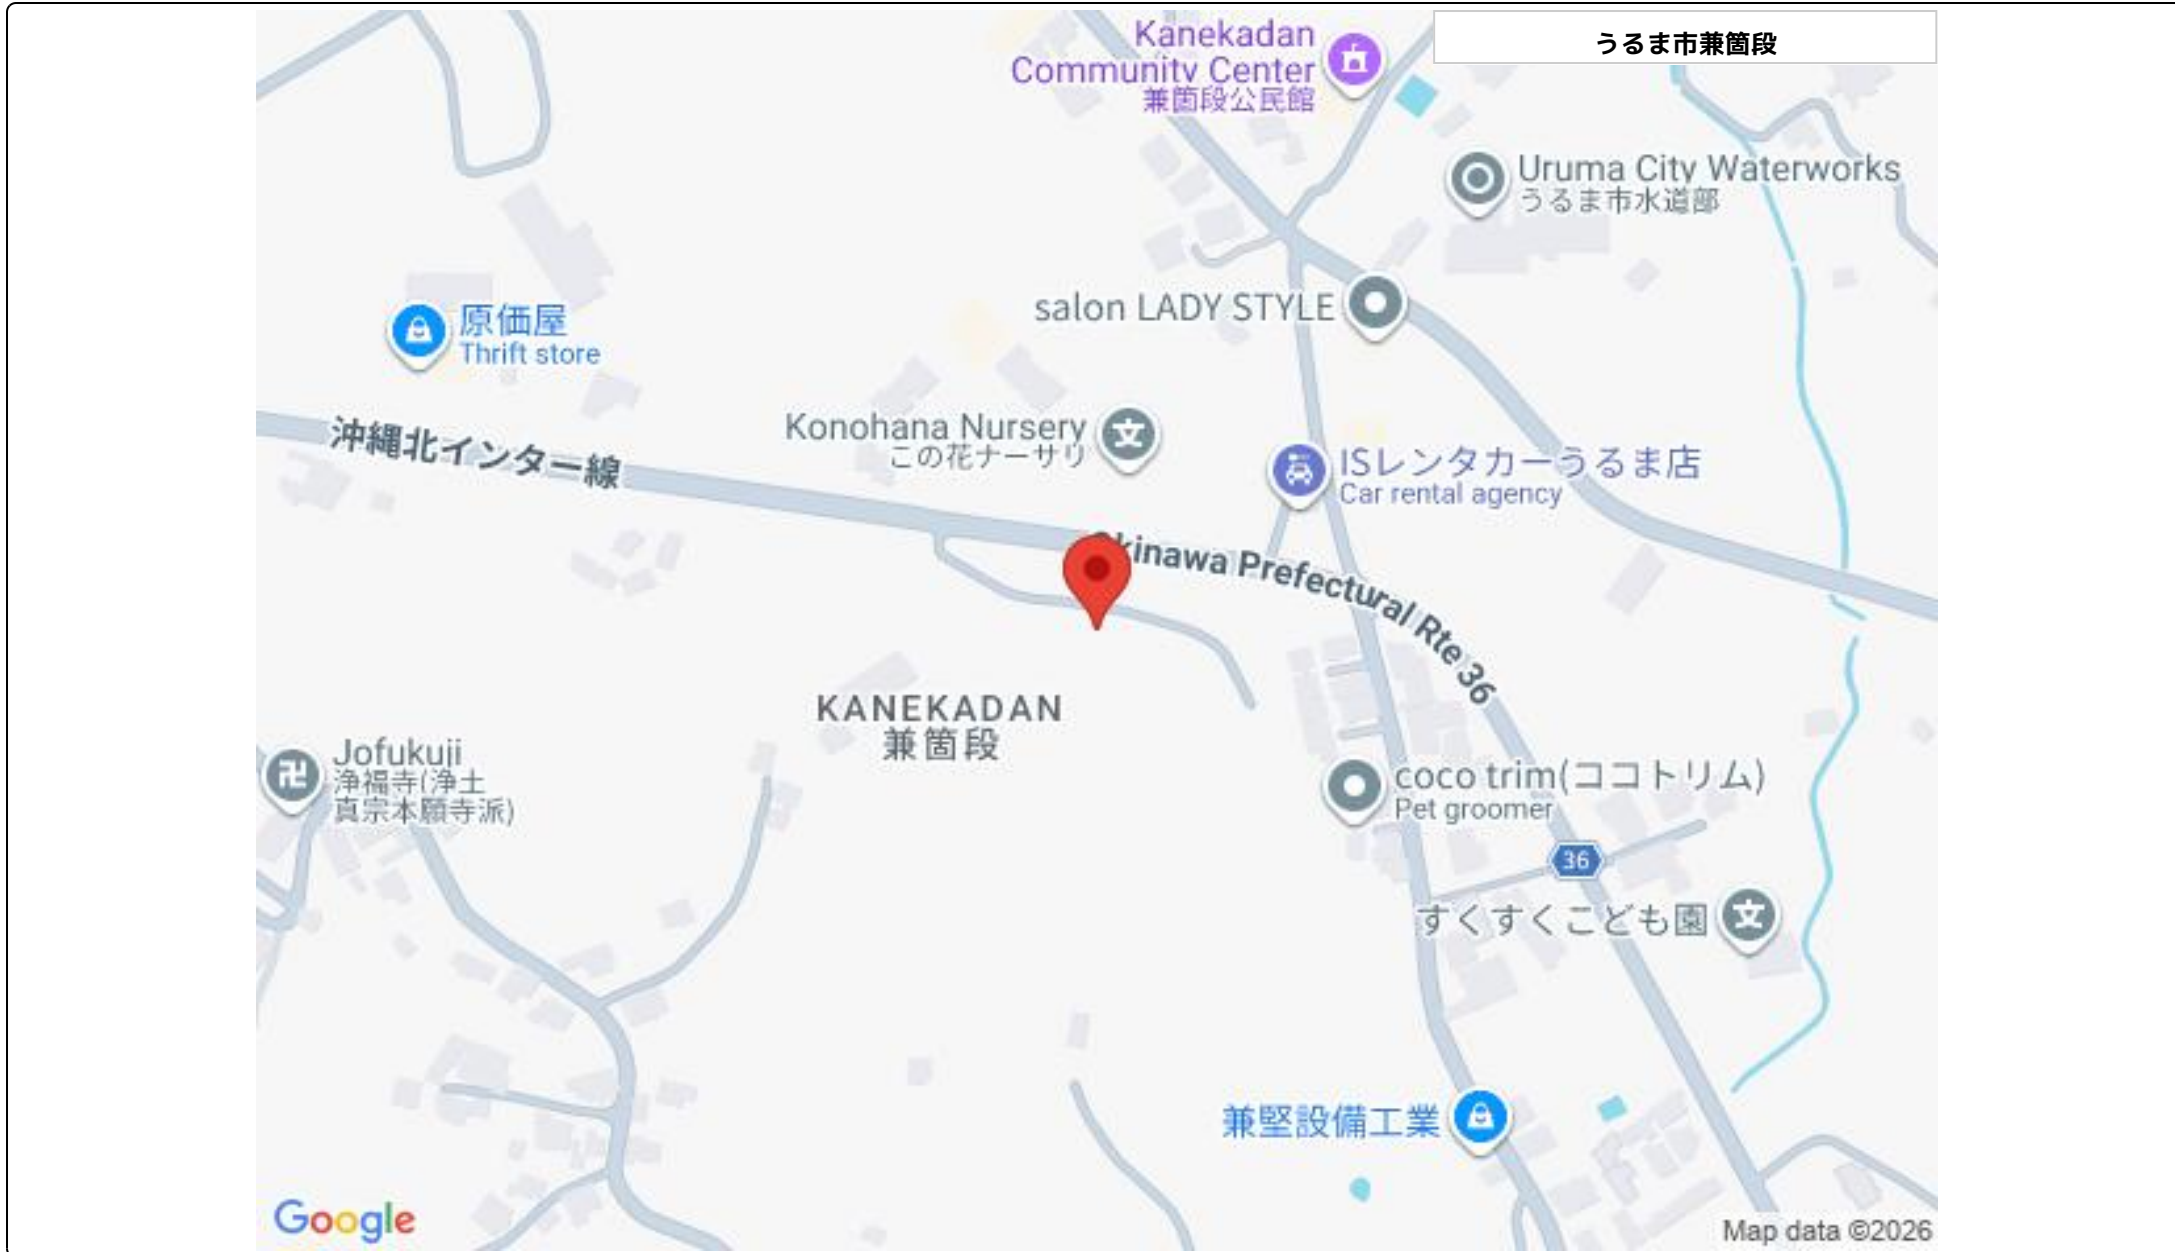 うるま市兼箇段
Kanekadan
Community Center
兼箇段公民館
Uruma City Waterworks
うるま市水道部
salon LADY STYLE
原価屋
Thrift store
沖縄北インター線
Konohana Nursery
この花ナーサリ
ISレンタカーうるま店
Car rental agency
Okinawa Prefectural Rte 36
KANEKADAN
兼箇段
Jofukuji
浄福寺(浄土
真宗本願寺派)
coco trim(ココトリム)
Pet groomer
36
すくすくこども園
兼堅設備工業
Google
Map data ©2026